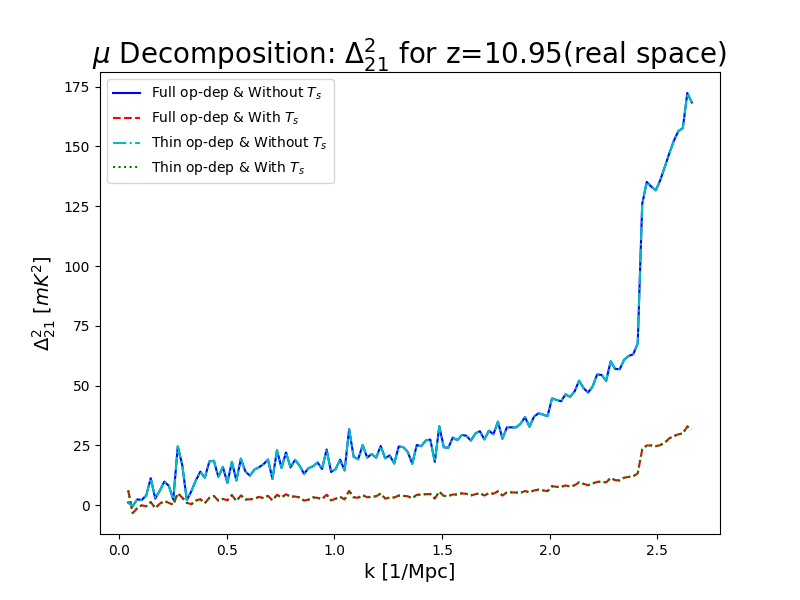 μ Decomposition: Δ²₂₁ for z=10.95(real space)
Full op-dep & Without Tₛ
Full op-dep & With Tₛ
Thin op-dep & Without Tₛ
Thin op-dep & With Tₛ
175
150
125
100
75
50
25
0
Δ²₂₁ [mK²]
0.0 0.5 1.0 1.5 2.0 2.5
k [1/Mpc]